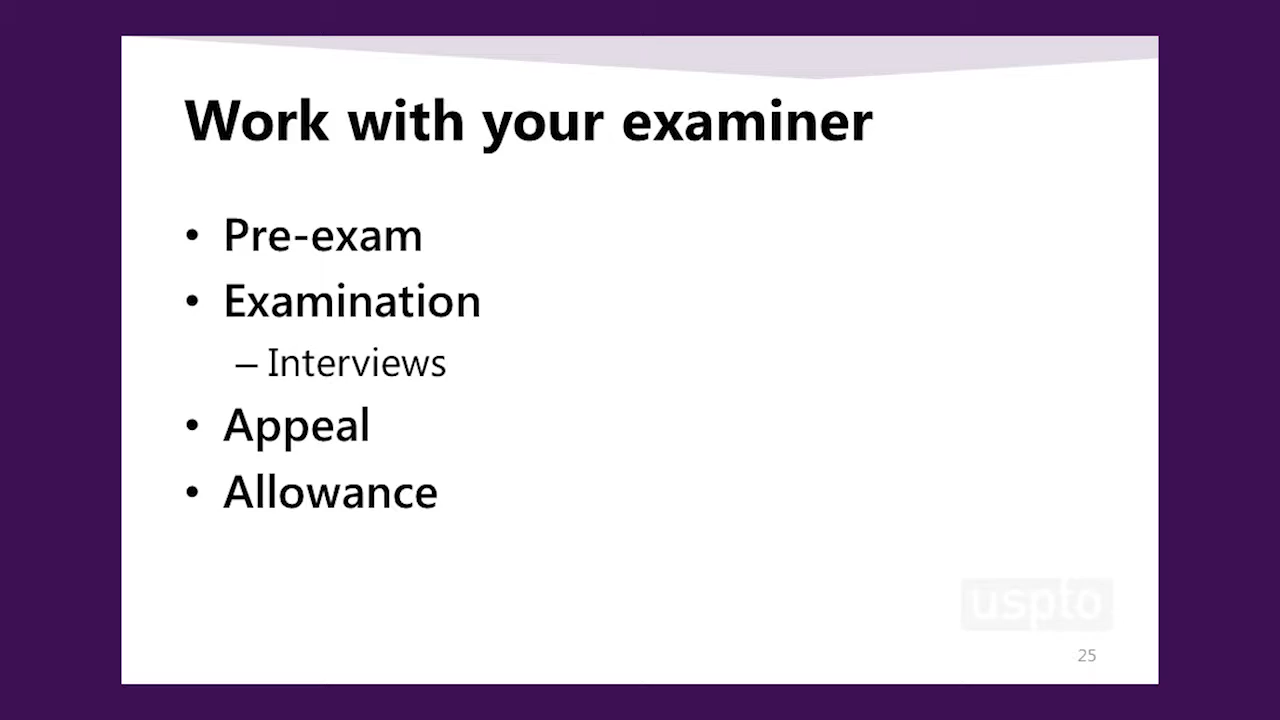 Work with your examiner
• Pre-exam
• Examination
– Interviews
• Appeal
• Allowance
uspto
25